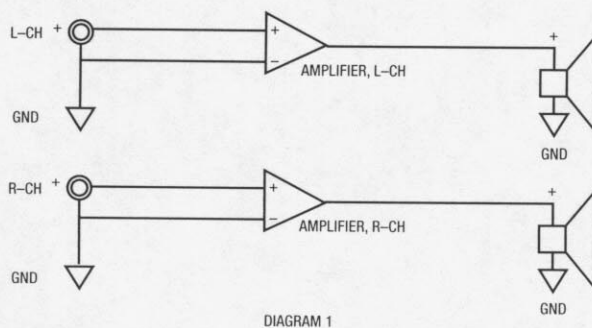 L–CH +
+
–
AMPLIFIER, L–CH
+
GND
GND
R–CH +
+
–
AMPLIFIER, R–CH
+
GND
GND
DIAGRAM 1